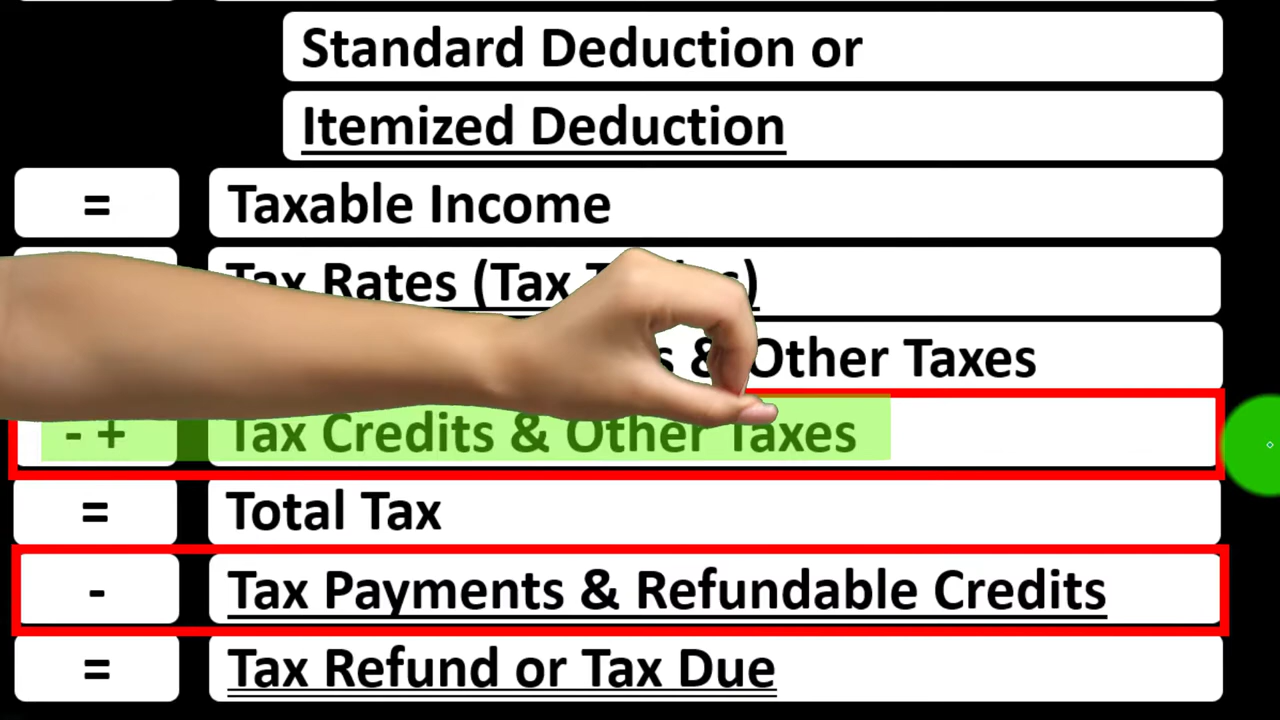 Standard Deduction or
Itemized Deduction
= Taxable Income
Tax Rates (Tax
& Other Taxes
- + Tax Credits & Other Taxes
= Total Tax
- Tax Payments & Refundable Credits
= Tax Refund or Tax Due